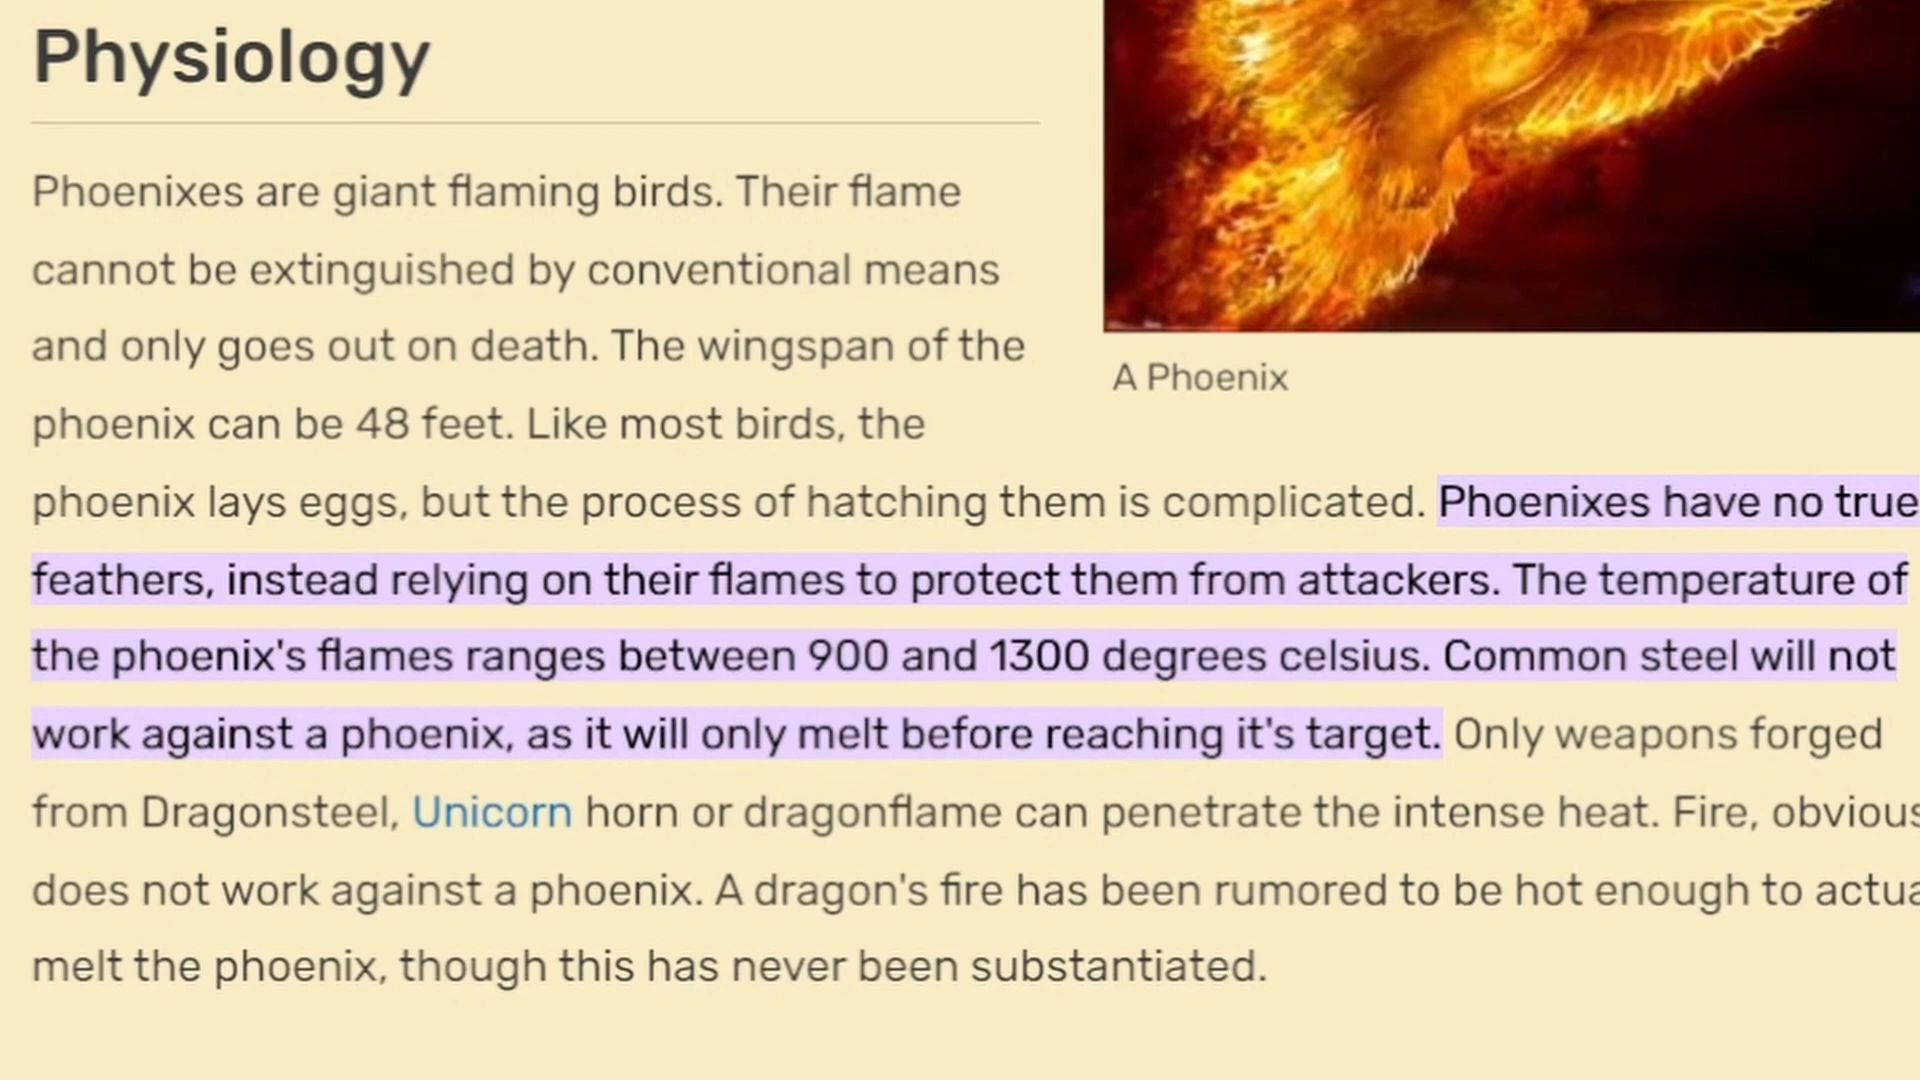 Physiology
Phoenixes are giant flaming birds. Their flame
cannot be extinguished by conventional means
and only goes out on death. The wingspan of the
phoenix can be 48 feet. Like most birds, the
A Phoenix
phoenix lays eggs, but the process of hatching them is complicated. Phoenixes have no true
feathers, instead relying on their flames to protect them from attackers. The temperature of
the phoenix's flames ranges between 900 and 1300 degrees celsius. Common steel will not
work against a phoenix, as it will only melt before reaching it's target. Only weapons forged
from Dragonsteel, Unicorn horn or dragonflame can penetrate the intense heat. Fire, obvious
does not work against a phoenix. A dragon's fire has been rumored to be hot enough to actua
melt the phoenix, though this has never been substantiated.